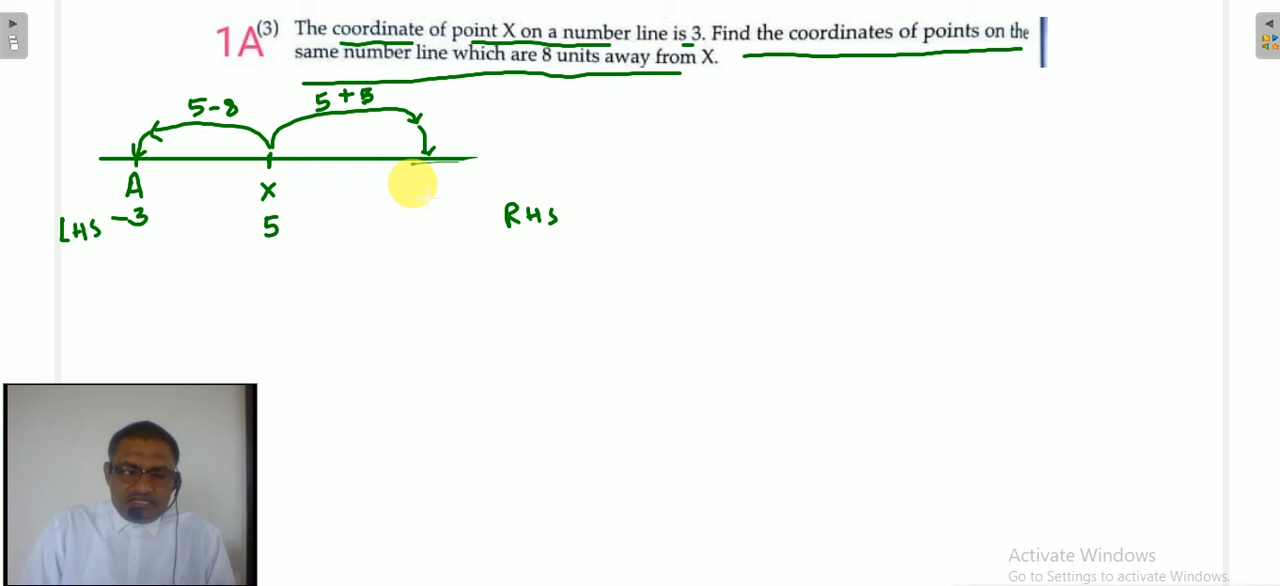 1A
(3) The coordinate of point X on a number line is 3. Find the coordinates of points on the
same number line which are 8 units away from X.
5-8
5+5
A
x
-3
5
LHS
RHS
Activate Windows
Go to Settings to activate Windows.